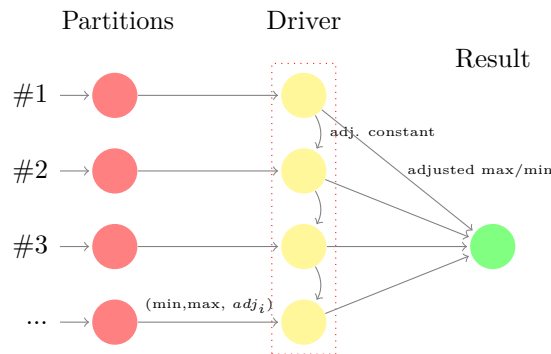 Partitions
Driver
Result
#1
adj. constant
#2
adjusted max/min
#3
...
(min,max, adj_i)